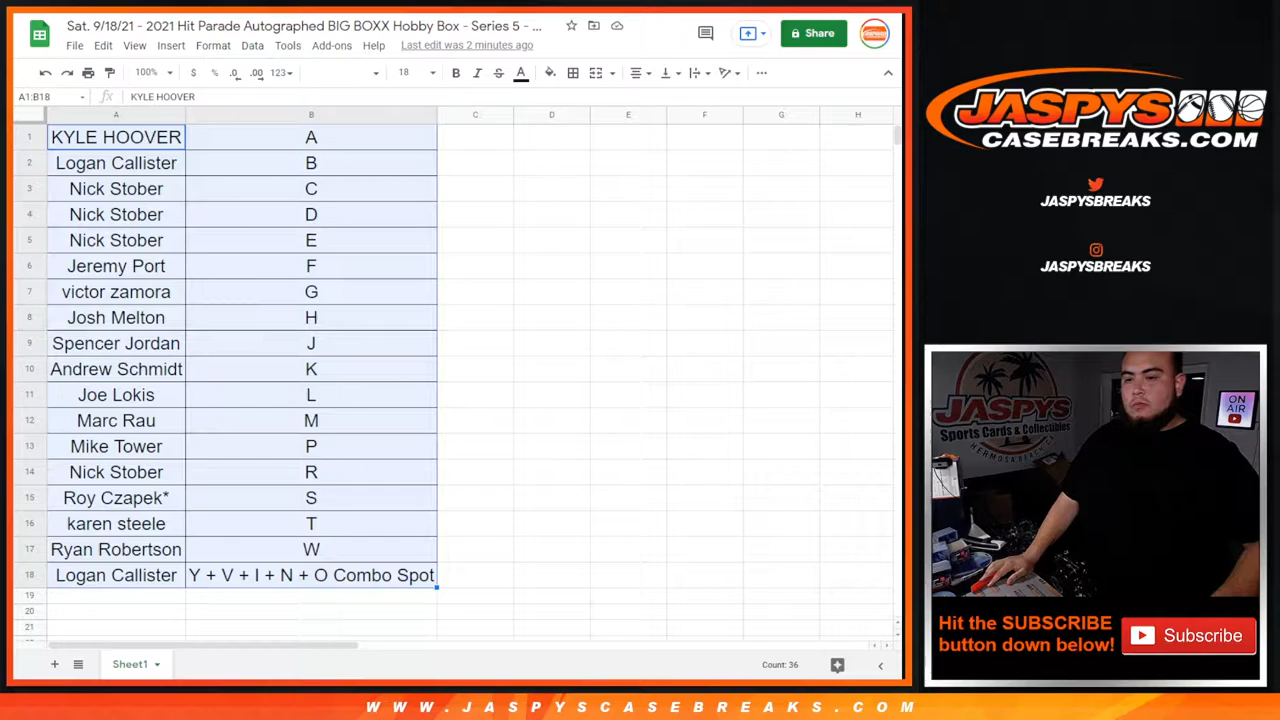 Sat. 9/18/21 - 2021 Hit Parade Autographed BIG BOXX Hobby Box - Series 5 - ...
File Edit View Insert Format Data Tools Add-ons Help Last edit was 2 minutes ago
Share
100% $ % .0 .00 123 18 B I S A
A1:B18 fx KYLE HOOVER
A B C D E F G H
1 KYLE HOOVER A
2 Logan Callister B
3 Nick Stober C
4 Nick Stober D
5 Nick Stober E
6 Jeremy Port F
7 victor zamora G
8 Josh Melton H
9 Spencer Jordan J
10 Andrew Schmidt K
11 Joe Lokis L
12 Marc Rau M
13 Mike Tower P
14 Nick Stober R
15 Roy Czapek* S
16 karen steele T
17 Ryan Robertson W
18 Logan Callister Y + V + I + N + O Combo Spot
19
20
21
Sheet1
Count: 36
JASPYS
CASEBREAKS.COM
JASPYSBREAKS
JASPYSBREAKS
JASPYS
Sports Cards & Collectibles
HERMOSA BEACH
ON
AIR
Hit the SUBSCRIBE
button down below!
Subscribe
WWW.JASPYSCASEBREAKS.COM